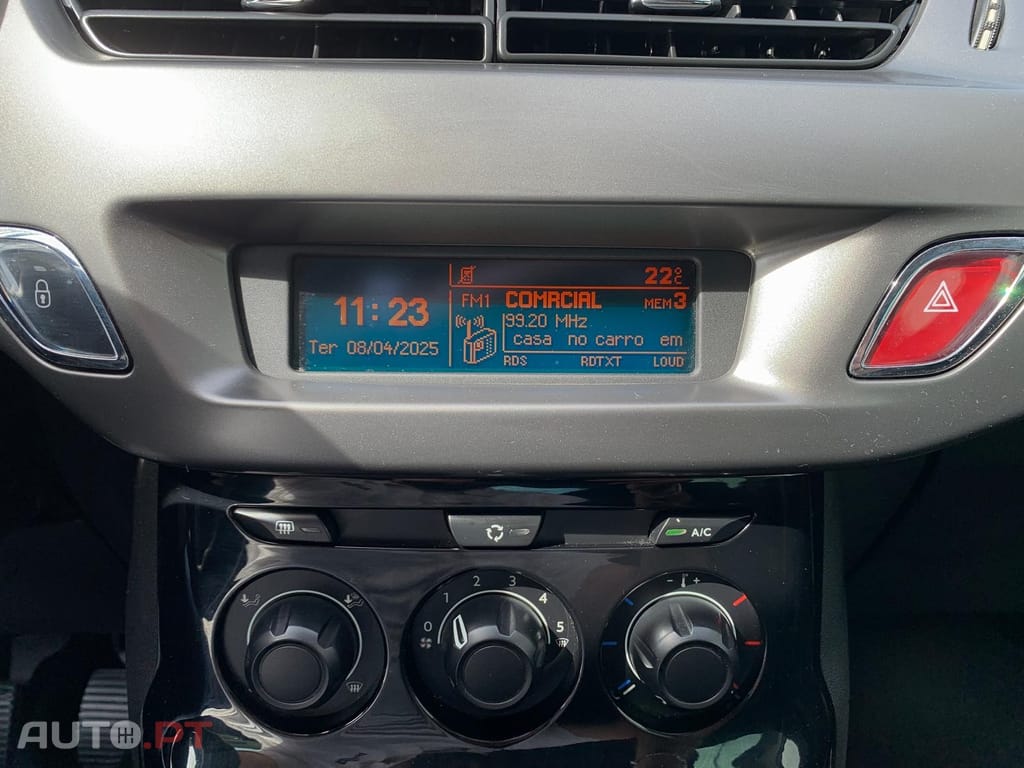 22°C
11:23
FM1 COMRCIAL MEM3
99.20 MHz
Ter 08/04/2025
casa no carro em
RDS RDTXT LOUD
A/C
0 1 2 3 4 5
- +
AUTO.PT